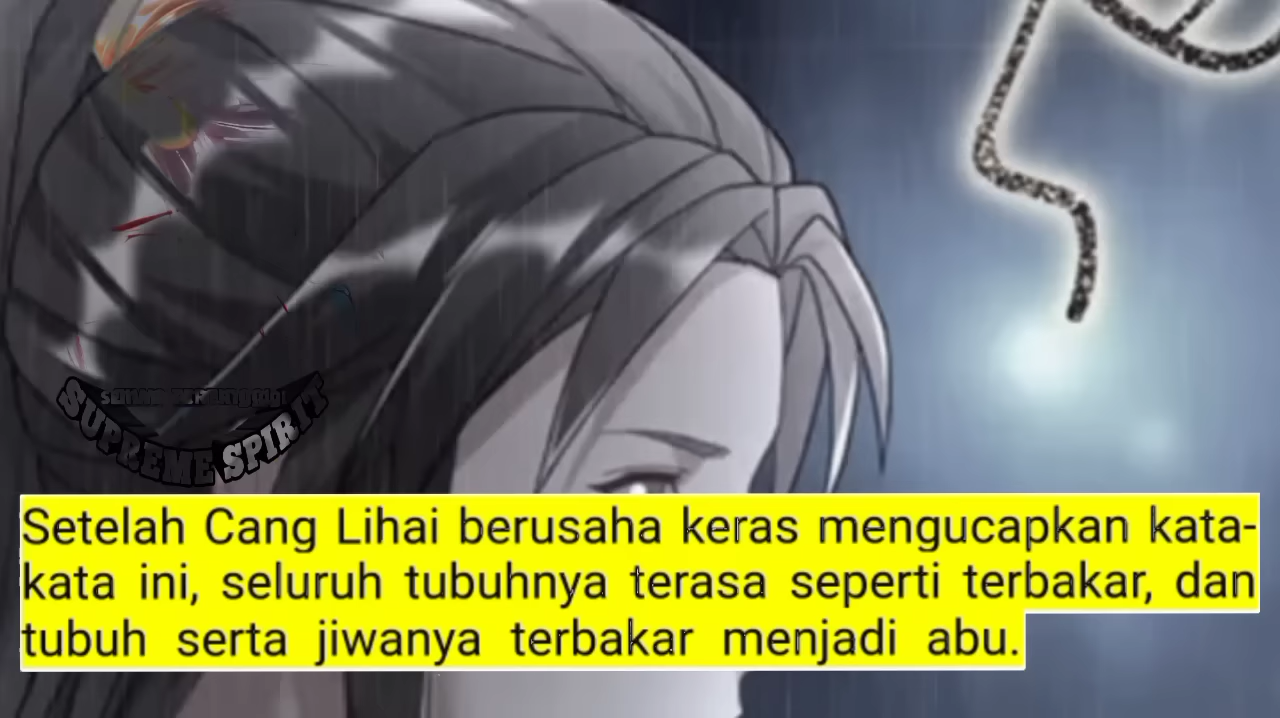 SUPREME SPIRIT
Setelah Cang Lihai berusaha keras mengucapkan kata-
kata ini, seluruh tubuhnya terasa seperti terbakar, dan
tubuh serta jiwanya terbakar menjadi abu.